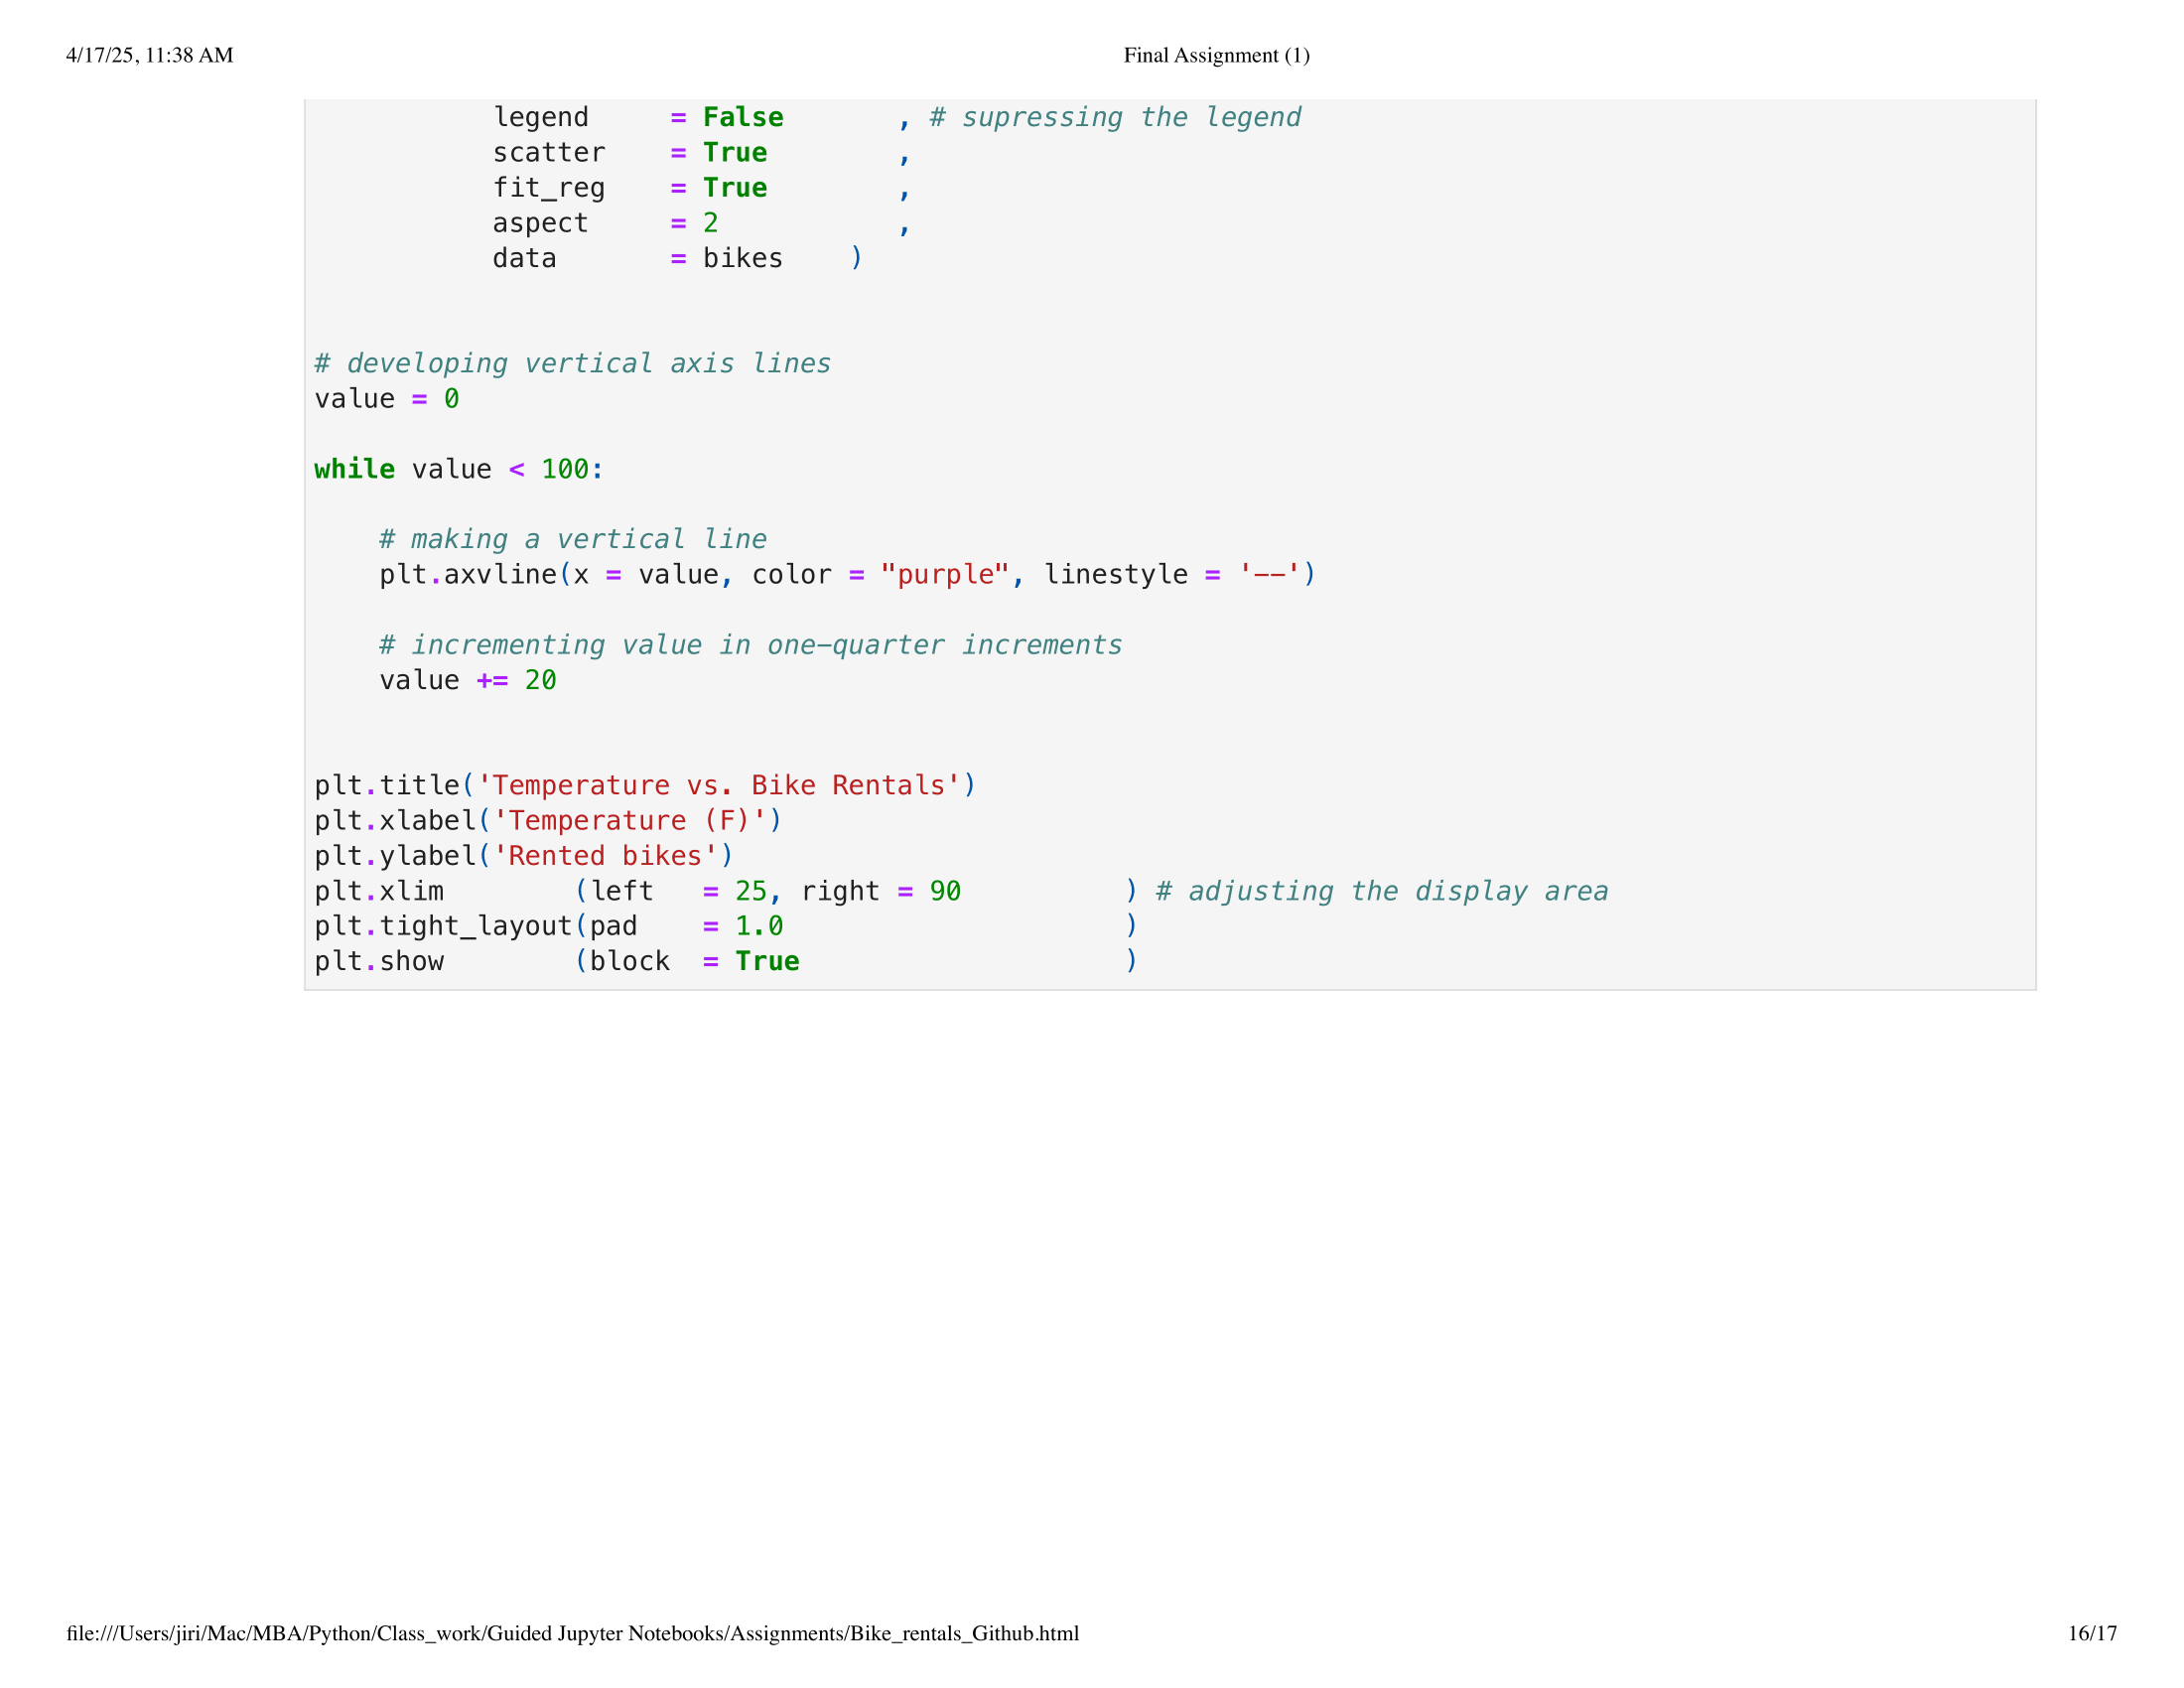 4/17/25, 11:38 AM Final Assignment (1)
legend = False , # supressing the legend
scatter = True ,
fit_reg = True ,
aspect = 2 ,
data = bikes )
# developing vertical axis lines
value = 0
while value < 100:
# making a vertical line
plt.axvline(x = value, color = "purple", linestyle = '--')
# incrementing value in one-quarter increments
value += 20
plt.title('Temperature vs. Bike Rentals')
plt.xlabel('Temperature (F)')
plt.ylabel('Rented bikes')
plt.xlim (left = 25, right = 90 ) # adjusting the display area
plt.tight_layout(pad = 1.0 )
plt.show (block = True )
file:///Users/jiri/Mac/MBA/Python/Class_work/Guided Jupyter Notebooks/Assignments/Bike_rentals_Github.html 16/17